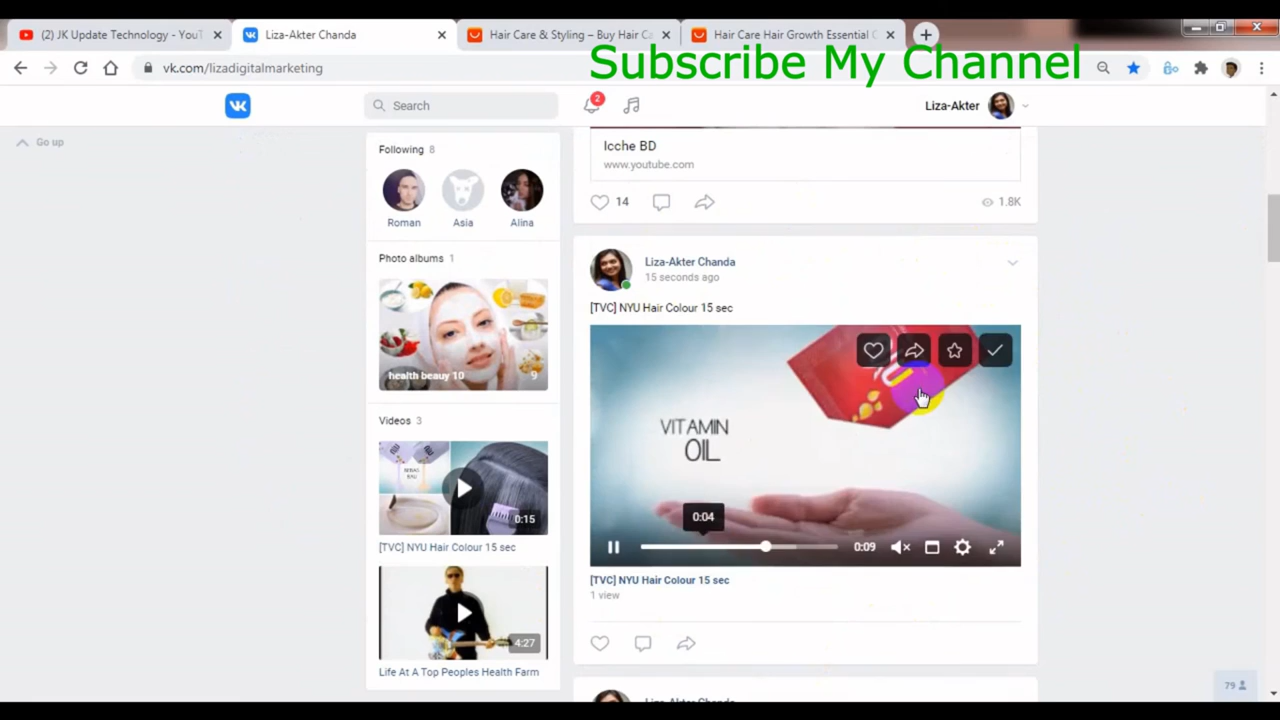 (2) JK Update Technology - YouT
Liza-Akter Chanda
Hair Care & Styling – Buy Hair Ca
Hair Care Hair Growth Essential O
Subscribe My Channel
vk.com/lizadigitalmarketing
Search
2
Liza-Akter
Go up
Following 8
Roman
Asia
Alina
Photo albums 1
health beauy 10
9
Videos 3
0:15
[TVC] NYU Hair Colour 15 sec
4:27
Life At A Top Peoples Health Farm
Icche BD
www.youtube.com
14
1.8K
Liza-Akter Chanda
15 seconds ago
[TVC] NYU Hair Colour 15 sec
VITAMIN
OIL
0:04
0:09
[TVC] NYU Hair Colour 15 sec
1 view
79